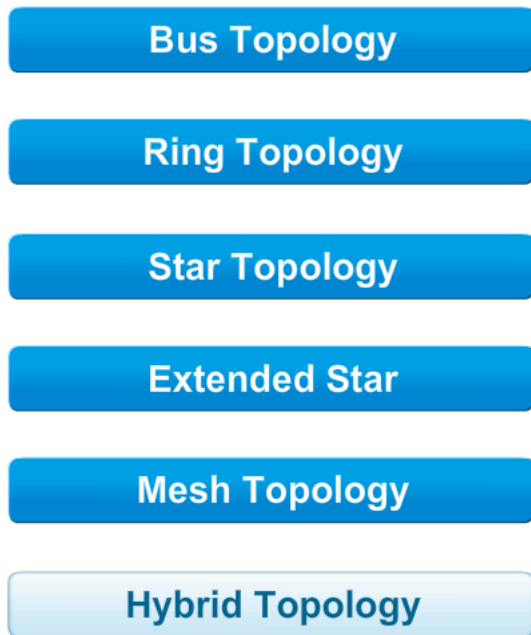 Bus Topology
Ring Topology
Star Topology
Extended Star
Mesh Topology
Hybrid Topology